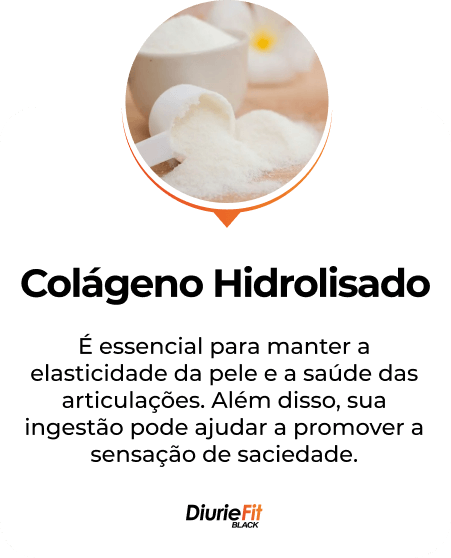 Colágeno Hidrolisado
É essencial para manter a
elasticidade da pele e a saúde das
articulações. Além disso, sua
ingestão pode ajudar a promover a
sensação de saciedade.
DiurieFit
BLACK